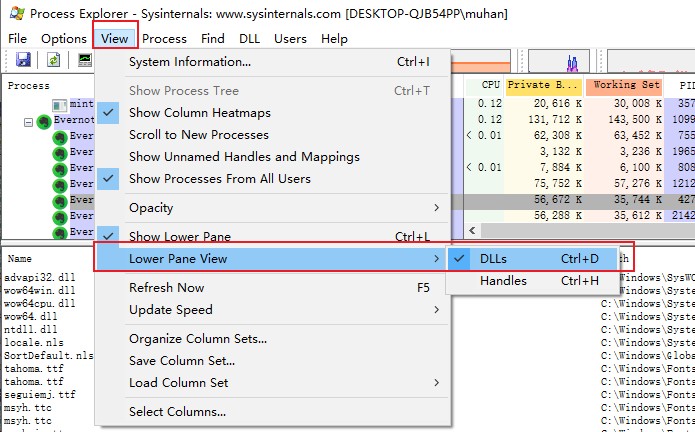 Process Explorer - Sysinternals: www.sysinternals.com [DESKTOP-QJB54PP\muhan]
File Options View Process Find DLL Users Help
System Information... Ctrl+I
Process CPU Private B... Working Set PID
Show Process Tree Ctrl+T
mint 0.12 20,616 K 30,008 K 357
Show Column Heatmaps
Evernot 0.12 131,712 K 143,500 K 1099
Scroll to New Processes
Ever < 0.01 62,308 K 63,452 K 755
Show Unnamed Handles and Mappings
Ever 3,132 K 3,236 K 1965
Ever < 0.01 7,884 K 6,100 K 808
Show Processes From All Users
Ever 75,752 K 57,276 K 1212
Ever 56,672 K 35,744 K 427
Opacity
Ever 56,288 K 35,612 K 2142
Show Lower Pane Ctrl+L
Name
Lower Pane View
DLLs Ctrl+D
Handles Ctrl+H
advapi32.dll C:\Windows\SysWO
wow64win.dll C:\Windows\Syst
Refresh Now F5
wow64cpu.dll C:\Windows\Syst
wow64.dll C:\Windows\Syst
Update Speed
ntdll.dll C:\Windows\Syst
locale.nls C:\Windows\Syst
Organize Column Sets...
SortDefault.nls C:\Windows\Globa
Save Column Set...
tahoma.ttf C:\Windows\Fonts
tahoma.ttf C:\Windows\Fonts
Load Column Set
seguiemj.ttf C:\Windows\Fonts
msyh.ttc C:\Windows\Fonts
Select Columns...
msyh.ttc C:\Windows\Fonts